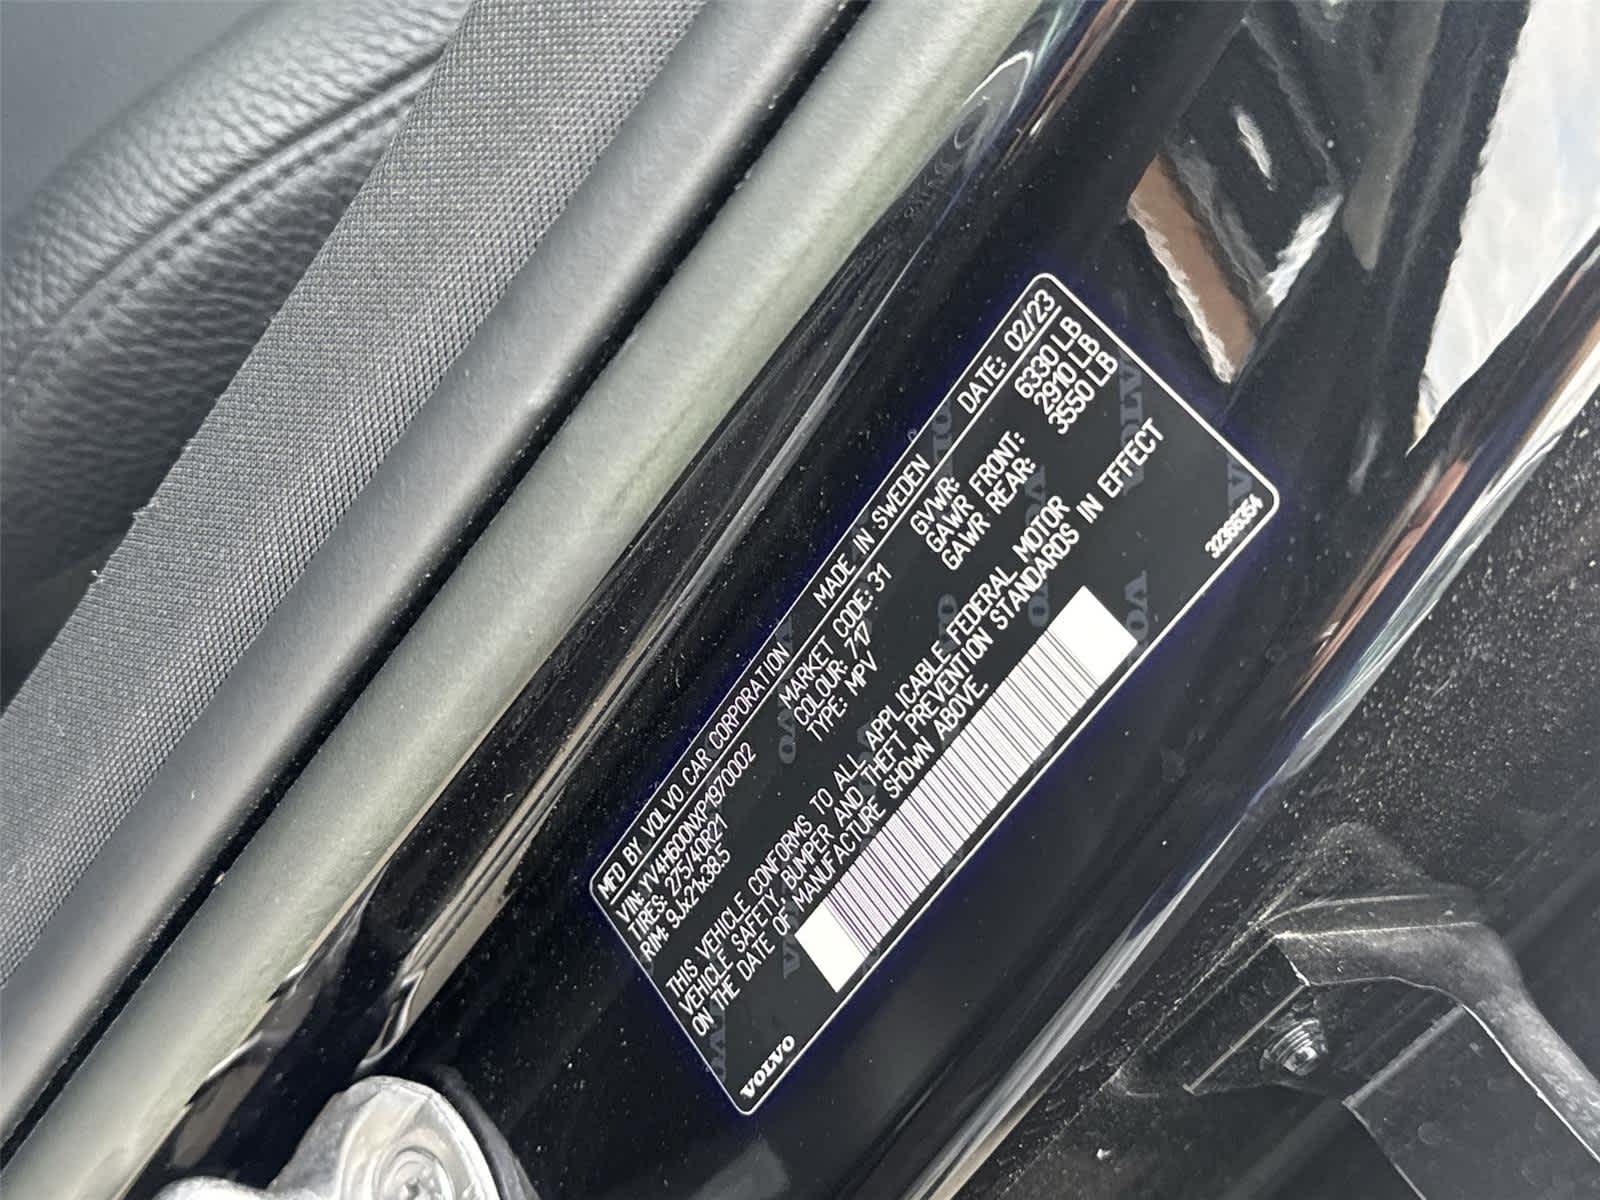 MFD BY VOLVO CAR CORPORATION MADE IN SWEDEN DATE: 02/23
VIN: YV4H600NXP1970002 MARKET CODE: 31 GVWR: 6330 LB
TIRES: 275/40R21 COLOUR: 717 GAWR FRONT: 2910 LB
RIM: 9Jx21x38.5 TYPE: MPV GAWR REAR: 3550 LB
THIS VEHICLE CONFORMS TO ALL APPLICABLE FEDERAL MOTOR
VEHICLE SAFETY, BUMPER AND THEFT PREVENTION STANDARDS IN EFFECT
ON THE DATE OF MANUFACTURE SHOWN ABOVE.
VOLVO 32366354